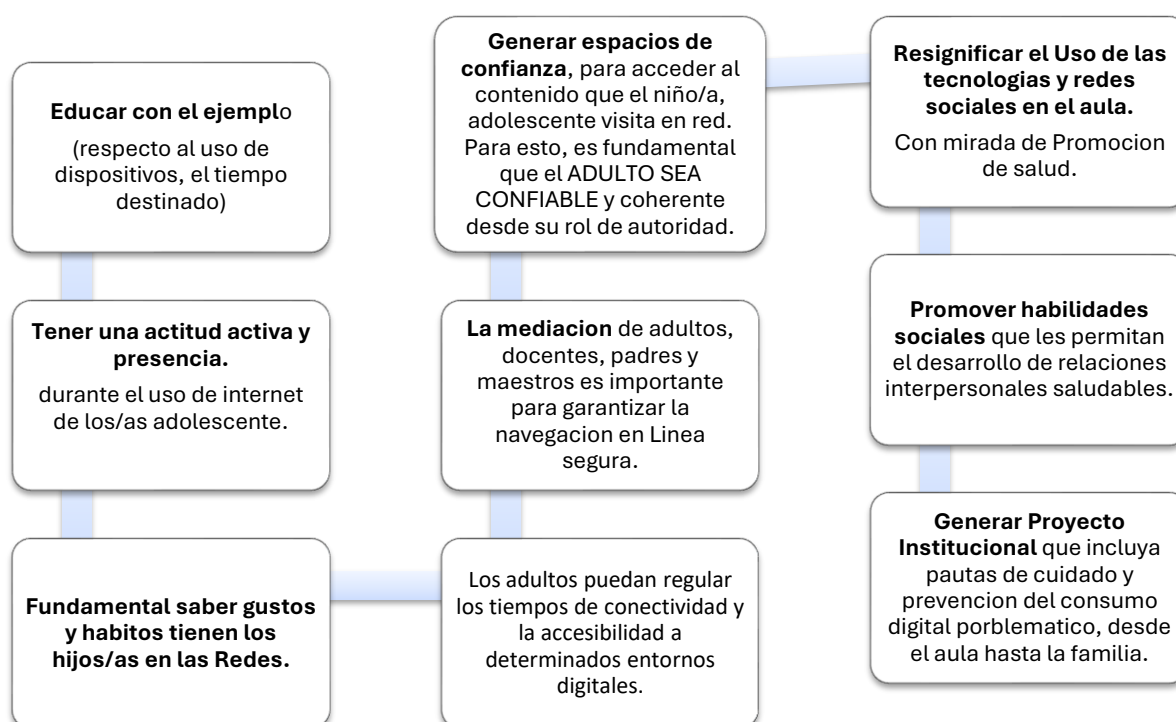 Educar con el ejemplo
(respecto al uso de
dispositivos, el tiempo
destinado)
Tener una actitud activa y
presencia.
durante el uso de internet
de los/as adolescente.
Fundamental saber gustos
y habitos tienen los
hijos/as en las Redes.
Los adultos puedan regular
los tiempos de conectividad y
la accesibilidad a
determinados entornos
digitales.
La mediacion de adultos,
docentes, padres y
maestros es importante
para garantizar la
navegacion en Linea
segura.
Generar espacios de
confianza, para acceder al
contenido que el niño/a,
adolescente visita en red.
Para esto, es fundamental
que el ADULTO SEA
CONFIABLE y coherente
desde su rol de autoridad.
Resignificar el Uso de las
tecnologias y redes
sociales en el aula.
Con mirada de Promocion
de salud.
Promover habilidades
sociales que les permitan
el desarrollo de relaciones
interpersonales saludables.
Generar Proyecto
Institucional que incluya
pautas de cuidado y
prevencion del consumo
digital porblematico, desde
el aula hasta la familia.